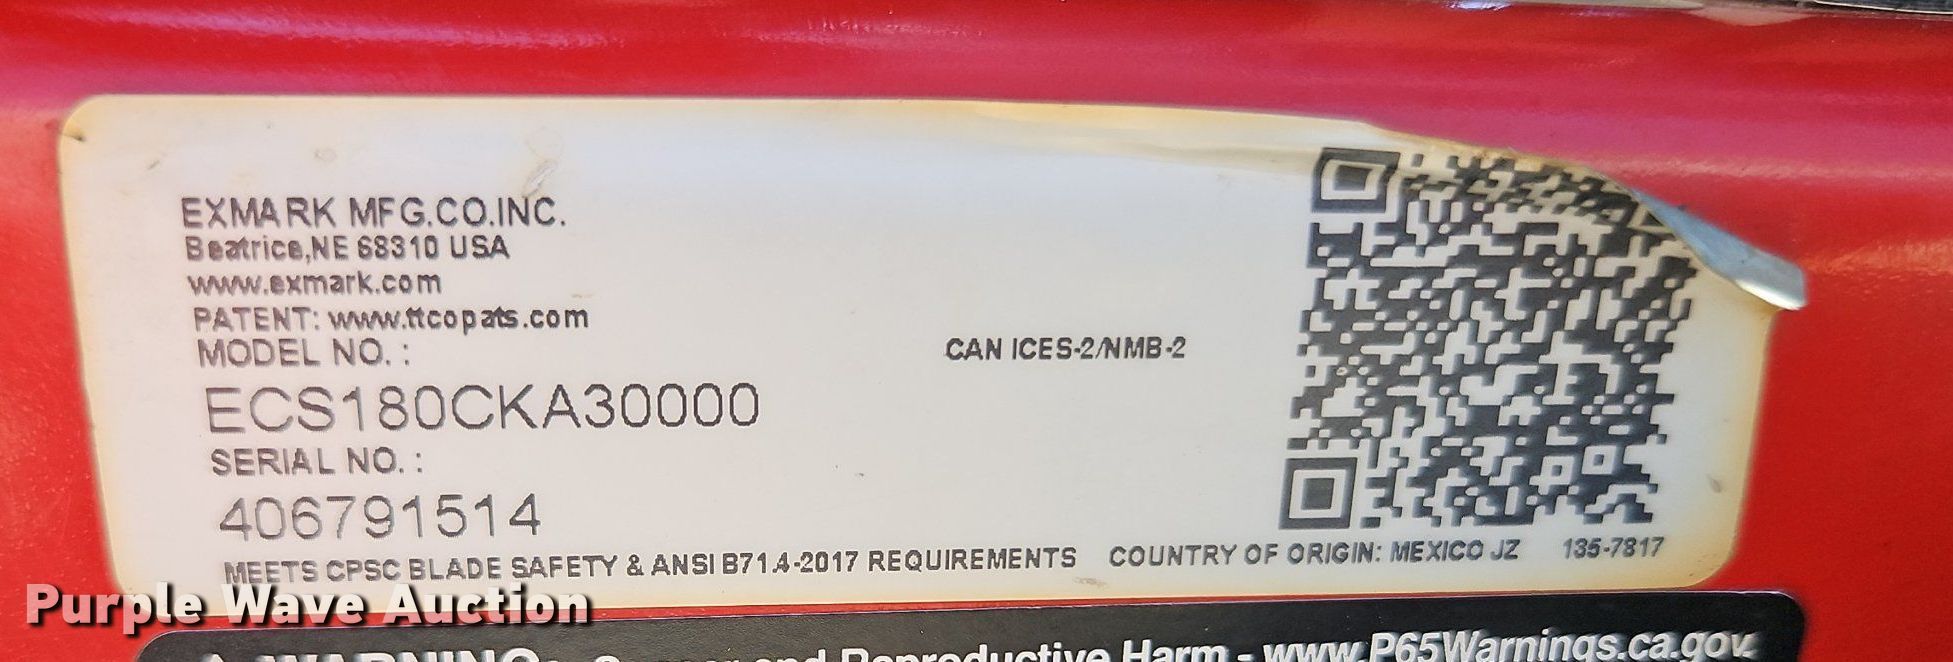 EXMARK MFG.CO.INC.
Beatrice,NE 68310 USA
www.exmark.com
PATENT: www.ttcopats.com
MODEL NO. :
CAN ICES-2/NMB-2
ECS180CKA30000
SERIAL NO. :
406791514
MEETS CPSC BLADE SAFETY & ANSI B71.4-2017 REQUIREMENTS COUNTRY OF ORIGIN: MEXICO JZ 135-7817
Purple Wave Auction
WARNING: Cancer and Reproductive Harm - www.P65Warnings.ca.gov.